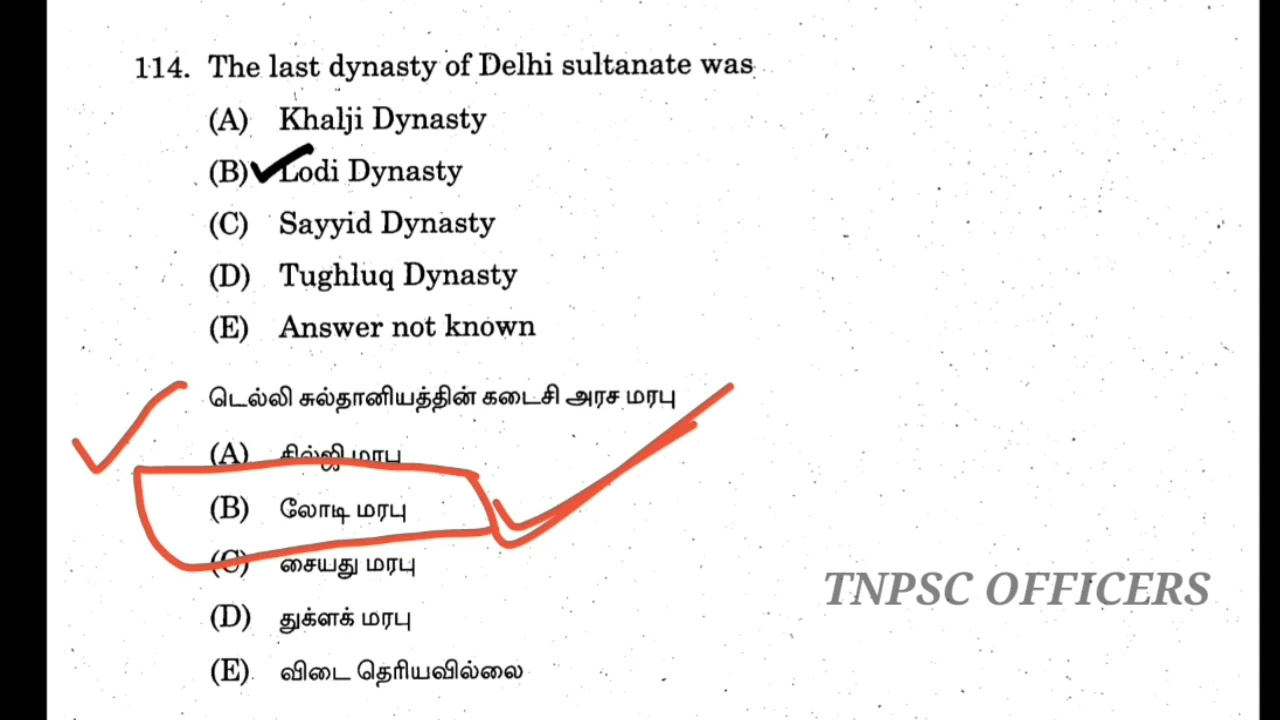 114. The last dynasty of Delhi sultanate was
(A) Khalji Dynasty
(B) Lodi Dynasty
(C) Sayyid Dynasty
(D) Tughluq Dynasty
(E) Answer not known
டெல்லி சுல்தானியத்தின் கடைசி அரச மரபு
(A) கில்ஜி மரபு
(B) லோடி மரபு
(C) சையது மரபு
(D) துக்ளக் மரபு
(E) விடை தெரியவில்லை
TNPSC OFFICERS